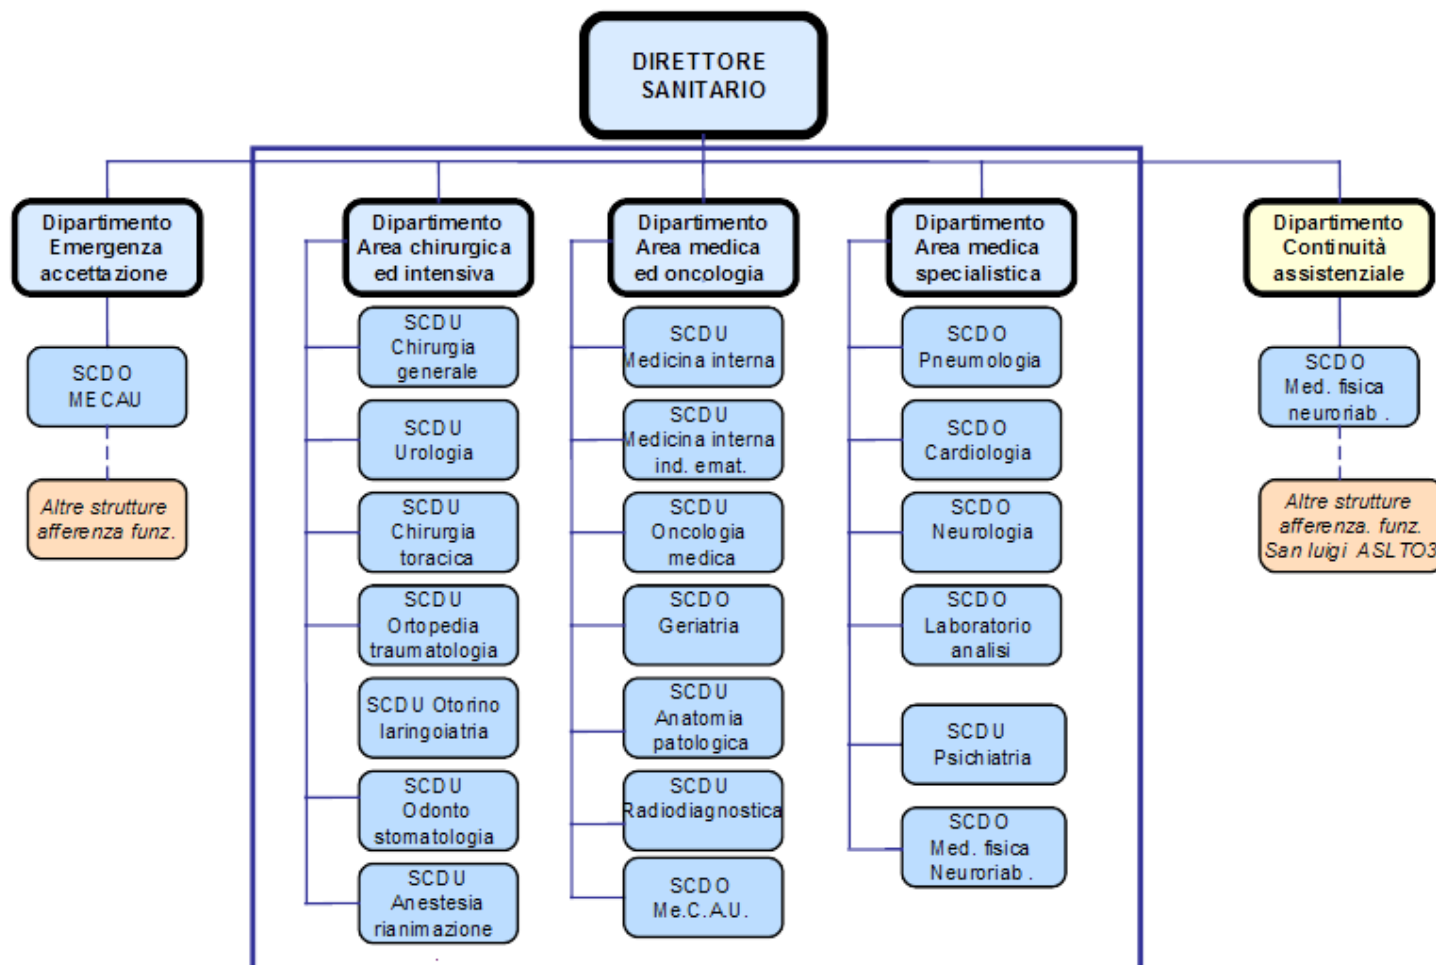 DIRETTORE
SANITARIO
Dipartimento
Emergenza
accettazione
SCDO
MECAU
Altre strutture
afferenza funz.
Dipartimento
Area chirurgica
ed intensiva
SCDU
Chirurgia
generale
SCDU
Urologia
SCDU
Chirurgia
toracica
SCDU
Ortopedia
traumatologia
SCDU Otorino
laringoiatria
SCDU
Odonto
stomatologia
SCDU
Anestesia
rianimazione
Dipartimento
Area medica
ed oncologia
SCDU
Medicina interna
SCDU
Medicina interna
ind. emat.
SCDU
Oncologia
medica
SCDO
Geriatria
SCDU
Anatomia
patologica
SCDU
Radiodiagnostica
SCDO
Me.C.A.U.
Dipartimento
Area medica
specialistica
SCDO
Pneumologia
SCDO
Cardiologia
SCDO
Neurologia
SCDO
Laboratorio
analisi
SCDU
Psichiatria
SCDO
Med. fisica
Neuroriab.
Dipartimento
Continuità
assistenziale
SCDO
Med. fisica
neuroriab.
Altre strutture
afferenza. funz.
San luigi ASLTO3